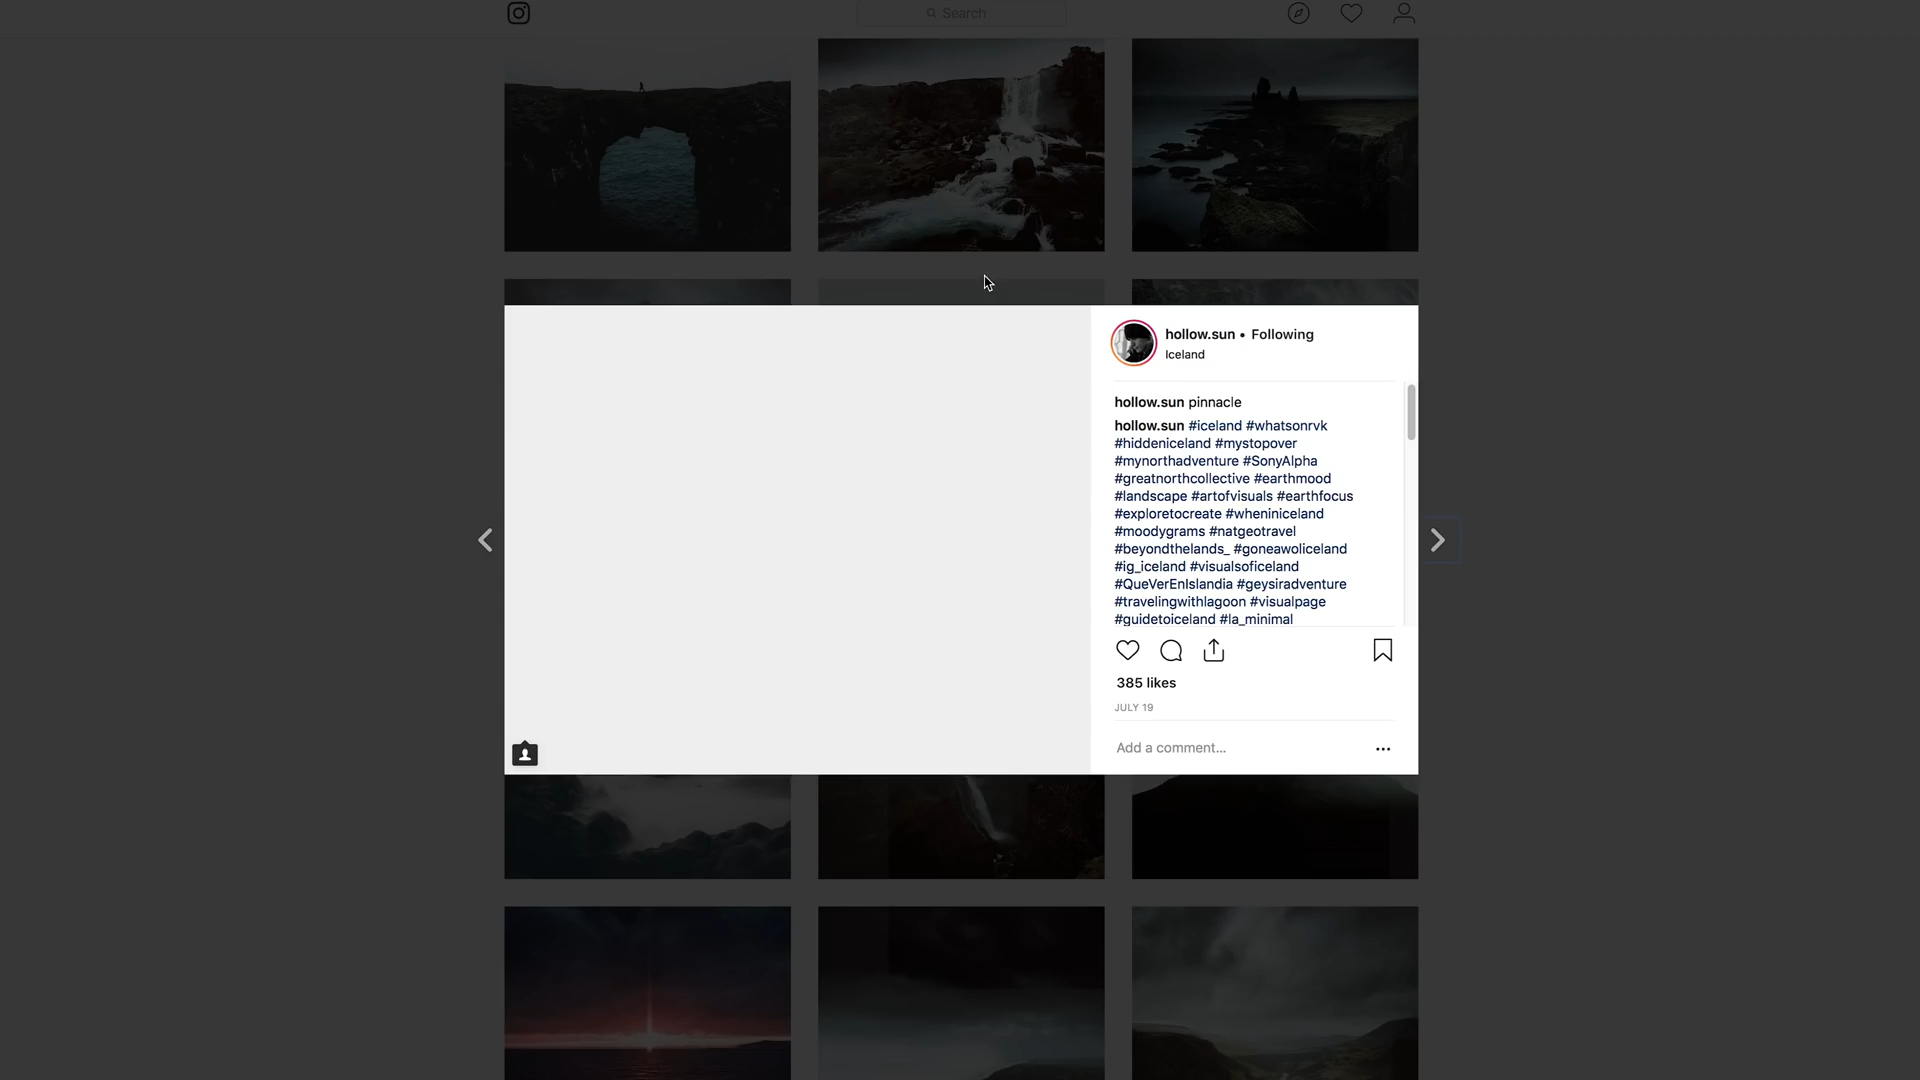 Search
hollow.sun • Following
Iceland
hollow.sun pinnacle
hollow.sun #iceland #whatsonrvk
#hiddeniceland #mystopover
#mynorthadventure #SonyAlpha
#greatnorthcollective #earthmood
#landscape #artofvisuals #earthfocus
#exploretocreate #wheniniceland
#moodygrams #natgeotravel
#beyondthelands_ #goneawoliceland
#ig_iceland #visualsoficeland
#QueVerEnIslandia #geysiradventure
#travelingwithlagoon #visualpage
#guidetoiceland #la_minimal
385 likes
JULY 19
Add a comment...